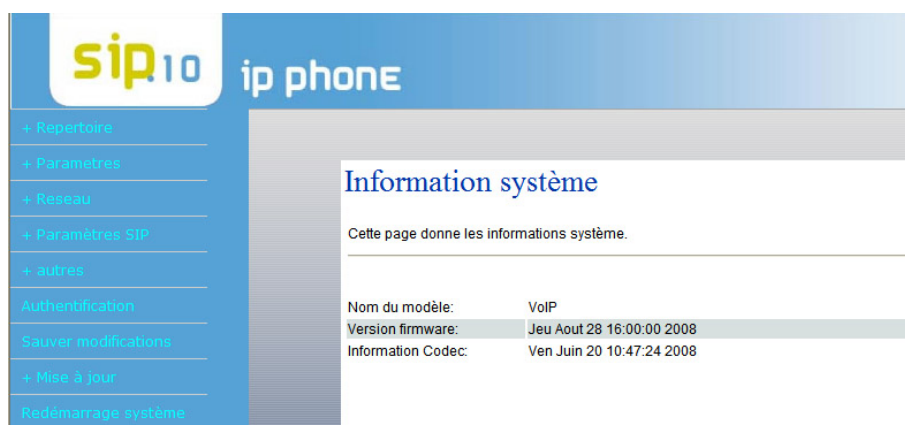 sip.10 ip phone
+ Repertoire
+ Parametres
+ Reseau
+ Paramètres SIP
+ autres
Authentification
Sauver modifications
+ Mise à jour
Redémarrage système
Information système
Cette page donne les informations système.
Nom du modèle: VoIP
Version firmware: Jeu Aout 28 16:00:00 2008
Information Codec: Ven Juin 20 10:47:24 2008